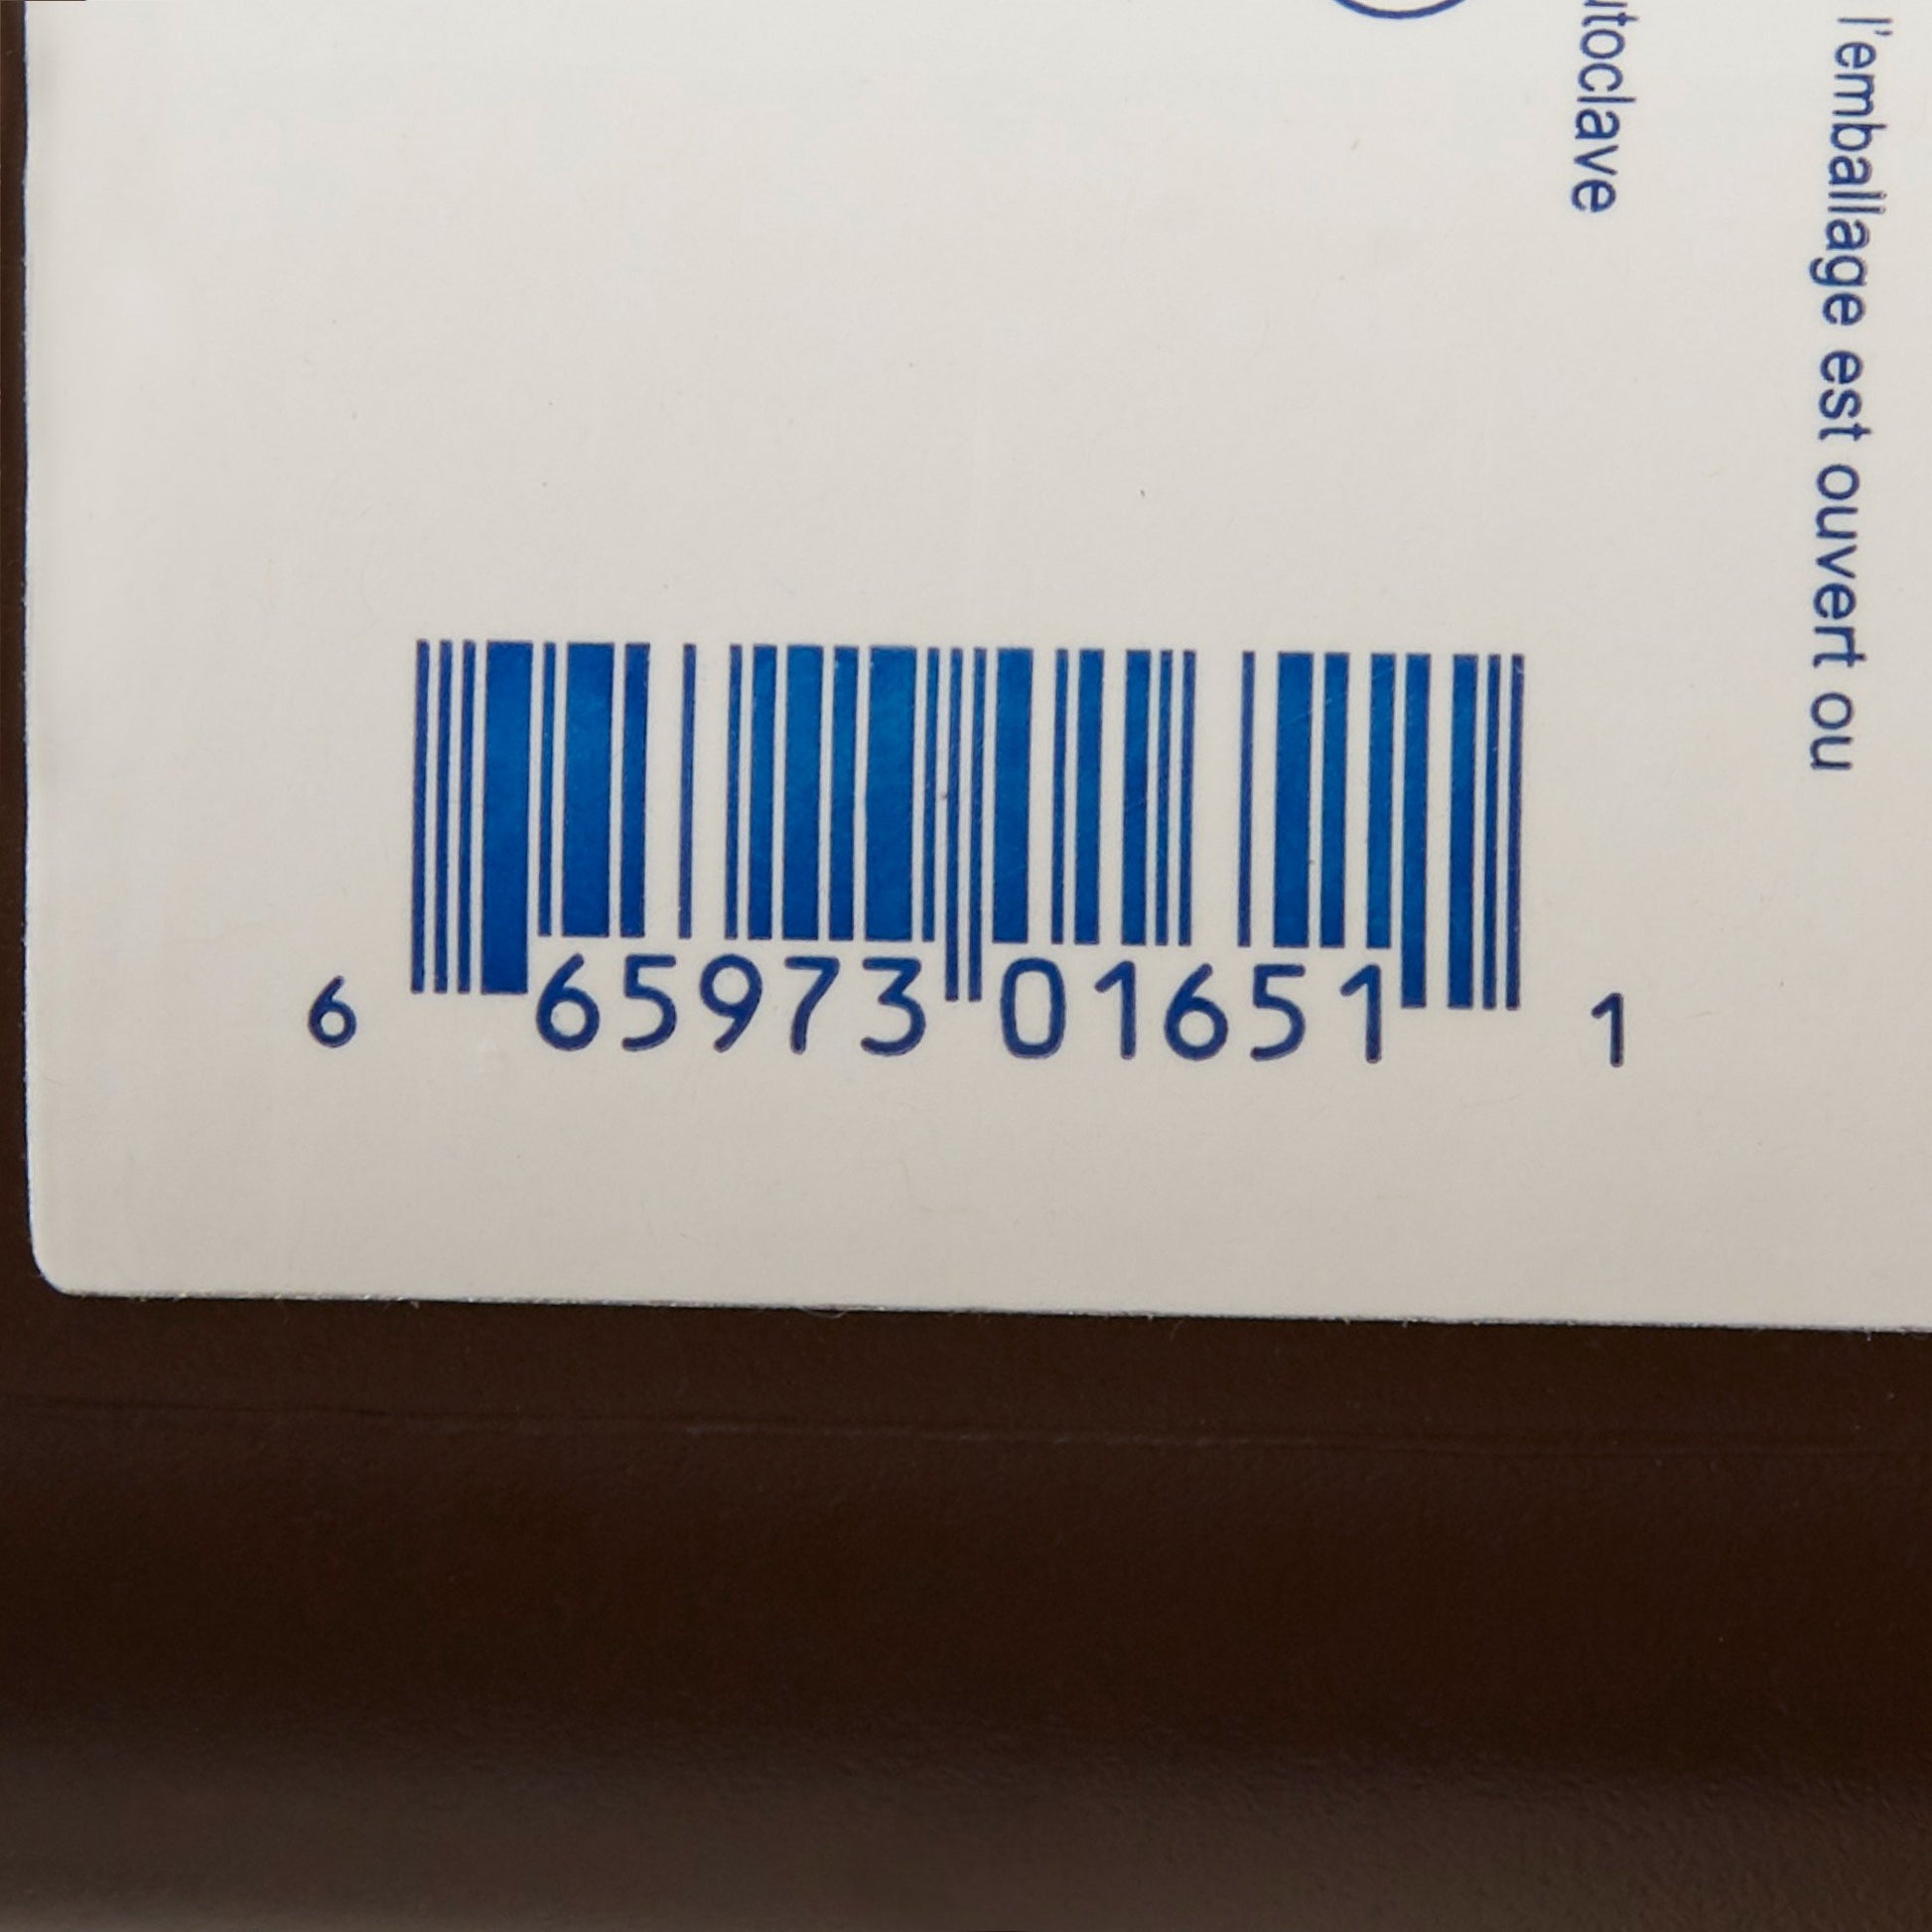 utoclave
l'emballage est ouvert ou
6 65973 01651 1